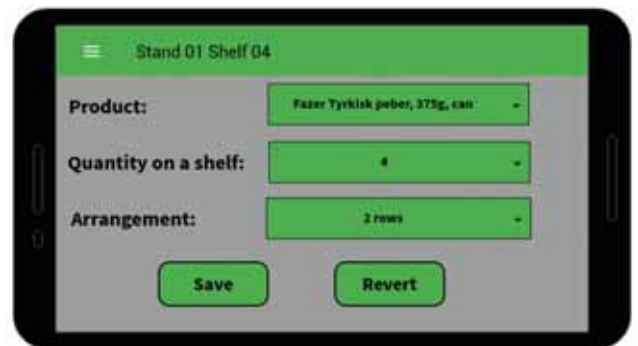 Stand 01 Shelf 04
Product: Fazer Tyrkisk peber, 375g, can
Quantity on a shelf: 4
Arrangement: 2 rows
Save Revert